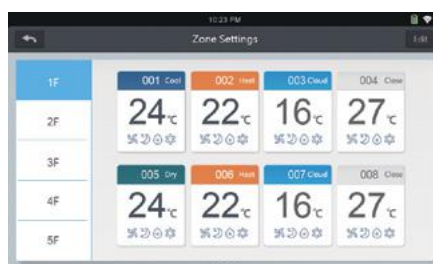 10:23 PM
Zone Settings
Edit
1F
2F
3F
4F
5F
001 Cool
002 Heat
003 Cloud
004 Close
24°C
22°C
16°C
27°C
005 Dry
006 Heat
007 Cloud
008 Close
24°C
22°C
16°C
27°C